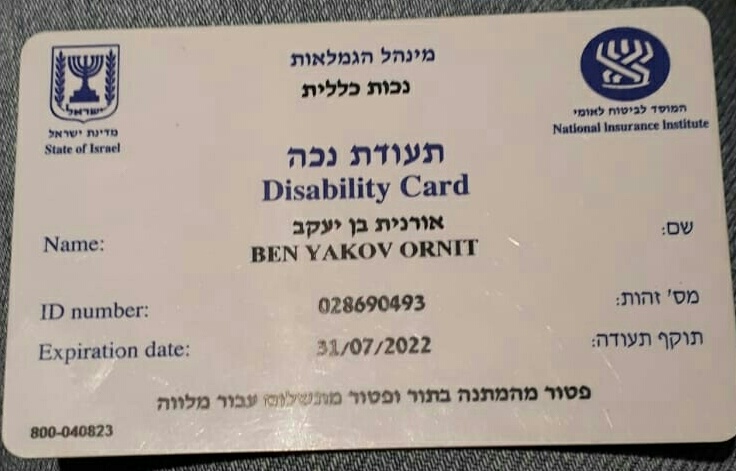 מינהל הגמלאות
נכות כללית
ישראל
מדינת ישראל
State of Israel
המוסד לביטוח לאומי
National Insurance Institute
תעודת נכה
Disability Card
שם: אורנית בן יעקב
Name: BEN YAKOV ORNIT
מס' זהות:
ID number: 028690493
תוקף תעודה:
Expiration date: 31/07/2022
פטור מהמתנה בתור ופטור מתשלום עבור מלווה
800-040823